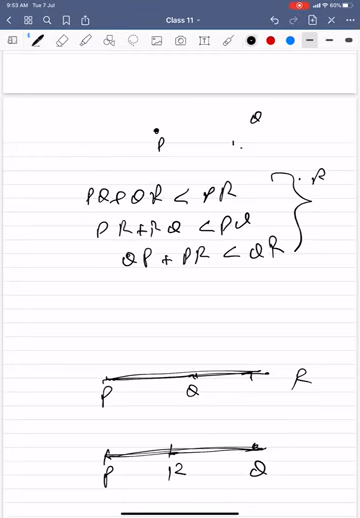 9:53 AM Tue 7 Jul
60%
Class 11
Q
P
R
PQ+QR < PR
PR+RQ < PQ
QP + PR < QR
P Q R
P R Q